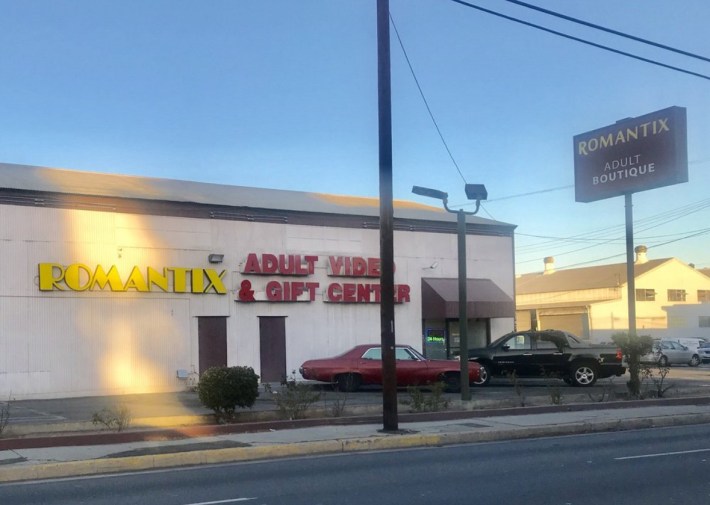 ROMANTIX
ADULT
BOUTIQUE
ROMANTIX
ADULT VIDEO
& GIFT CENTER